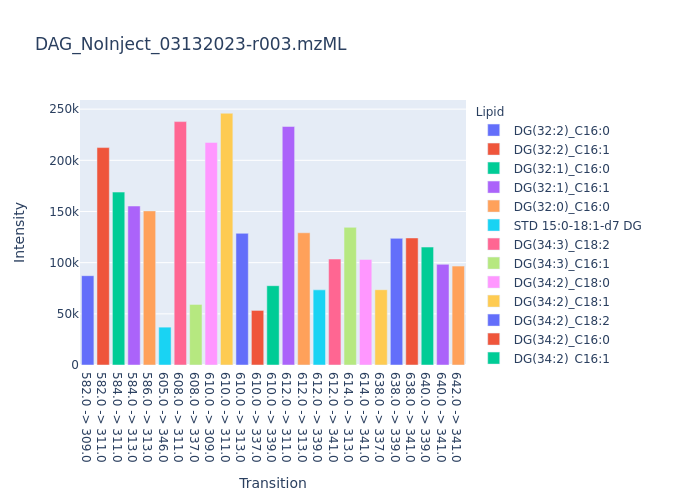 DAG_NoInject_03132023-r003.mzML
Intensity
250k
200k
150k
100k
50k
0
582.0 -> 309.0
582.0 -> 311.0
584.0 -> 311.0
584.0 -> 313.0
586.0 -> 313.0
605.0 -> 346.0
608.0 -> 311.0
608.0 -> 337.0
610.0 -> 309.0
610.0 -> 311.0
610.0 -> 313.0
610.0 -> 337.0
610.0 -> 339.0
612.0 -> 311.0
612.0 -> 313.0
612.0 -> 339.0
612.0 -> 341.0
614.0 -> 313.0
614.0 -> 341.0
638.0 -> 337.0
638.0 -> 339.0
638.0 -> 341.0
640.0 -> 339.0
640.0 -> 341.0
642.0 -> 341.0
Transition
Lipid
DG(32:2)_C16:0
DG(32:2)_C16:1
DG(32:1)_C16:0
DG(32:1)_C16:1
DG(32:0)_C16:0
STD 15:0-18:1-d7 DG
DG(34:3)_C18:2
DG(34:3)_C16:1
DG(34:2)_C18:0
DG(34:2)_C18:1
DG(34:2)_C18:2
DG(34:2)_C16:0
DG(34:2)_C16:1